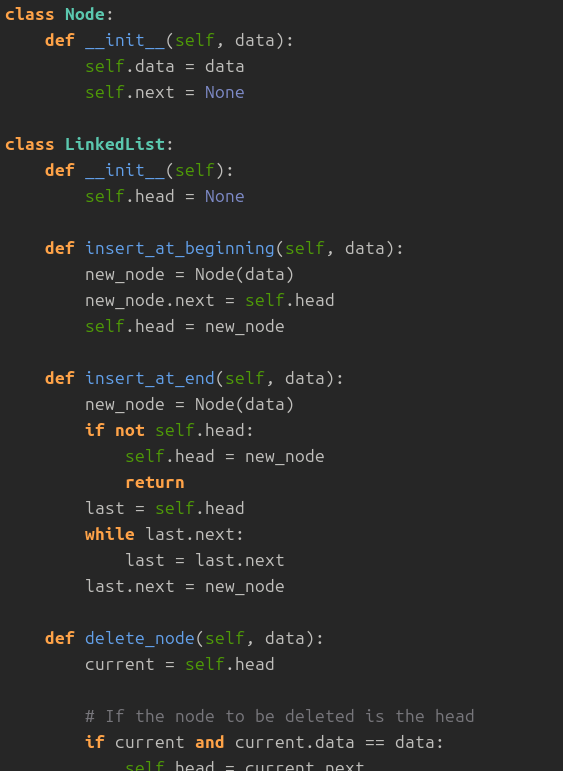 class Node:
    def __init__(self, data):
        self.data = data
        self.next = None

class LinkedList:
    def __init__(self):
        self.head = None

    def insert_at_beginning(self, data):
        new_node = Node(data)
        new_node.next = self.head
        self.head = new_node

    def insert_at_end(self, data):
        new_node = Node(data)
        if not self.head:
            self.head = new_node
            return
        last = self.head
        while last.next:
            last = last.next
        last.next = new_node

    def delete_node(self, data):
        current = self.head

        # If the node to be deleted is the head
        if current and current.data == data:
            self.head = current.next